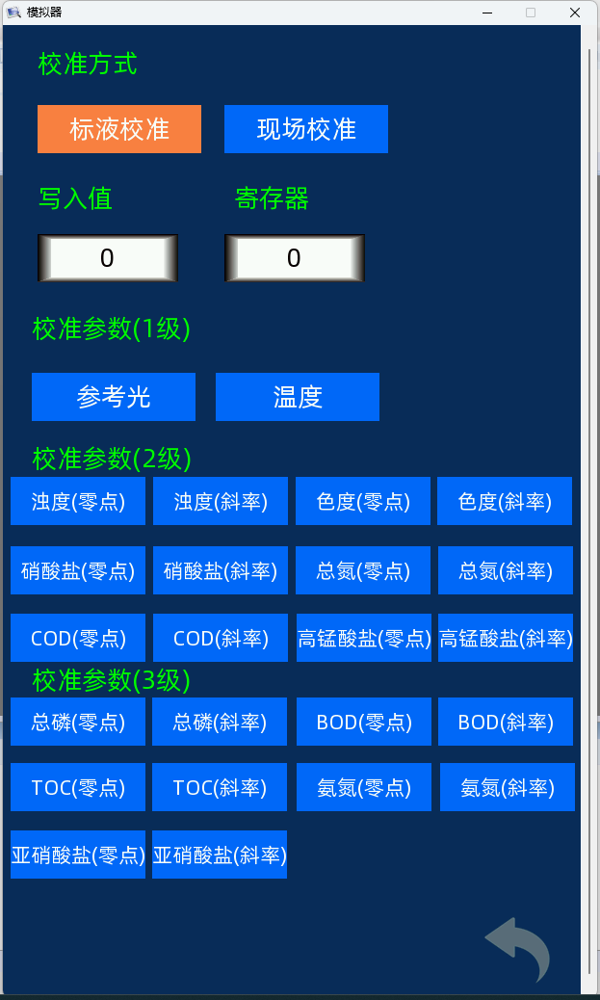 模拟器
校准方式
标液校准 现场校准
写入值 寄存器
0 0
校准参数(1级)
参考光 温度
校准参数(2级)
浊度(零点) 浊度(斜率) 色度(零点) 色度(斜率)
硝酸盐(零点) 硝酸盐(斜率) 总氮(零点) 总氮(斜率)
COD(零点) COD(斜率) 高锰酸盐(零点) 高锰酸盐(斜率)
校准参数(3级)
总磷(零点) 总磷(斜率) BOD(零点) BOD(斜率)
TOC(零点) TOC(斜率) 氨氮(零点) 氨氮(斜率)
亚硝酸盐(零点) 亚硝酸盐(斜率)